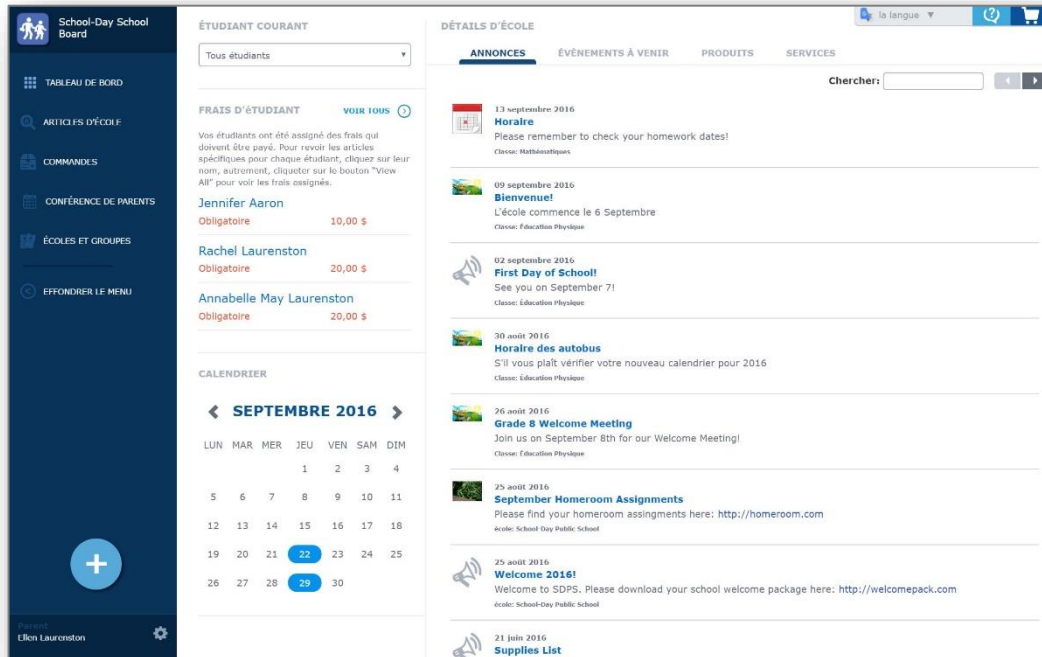 School-Day School
Board
TABLEAU DE BORD
ARTICLES D'ÉCOLE
COMMANDES
CONFÉRENCE DE PARENTS
ÉCOLES ET GROUPES
EFFONDRER LE MENU
Parent
Ellen Laurenston
ÉTUDIANT COURANT
Tous étudiants
FRAIS D'éTUDIANT
VOIR TOUS
Vos étudiants ont été assigné des frais qui
doivent être payé. Pour revoir les articles
spécifiques pour chaque étudiant, cliquez sur leur
nom, autrement, cliqueter sur le bouton "View
All" pour voir les frais assignés.
Jennifer Aaron
Obligatoire 10,00 $
Rachel Laurenston
Obligatoire 20,00 $
Annabelle May Laurenston
Obligatoire 20,00 $
CALENDRIER
SEPTEMBRE 2016
LUN MAR MER JEU VEN SAM DIM
1 2 3 4
5 6 7 8 9 10 11
12 13 14 15 16 17 18
19 20 21 22 23 24 25
26 27 28 29 30
DÉTAILS D'ÉCOLE
la langue
ANNONCES ÉVÈNEMENTS À VENIR PRODUITS SERVICES
Chercher:
13 septembre 2016
Horaire
Please remember to check your homework dates!
Classe: Mathématiques
09 septembre 2016
Bienvenue!
L'école commence le 6 Septembre
Classe: Éducation Physique
02 septembre 2016
First Day of School!
See you on September 7!
Classe: Éducation Physique
30 août 2016
Horaire des autobus
S'il vous plaît vérifier votre nouveau calendrier pour 2016
Classe: Éducation Physique
26 août 2016
Grade 8 Welcome Meeting
Join us on September 8th for our Welcome Meeting!
Classe: Éducation Physique
25 août 2016
September Homeroom Assignments
Please find your homeroom assingments here: http://homeroom.com
école: School-Day Public School
25 août 2016
Welcome 2016!
Welcome to SDPS. Please download your school welcome package here: http://welcomepack.com
école: School-Day Public School
21 juin 2016
Supplies List